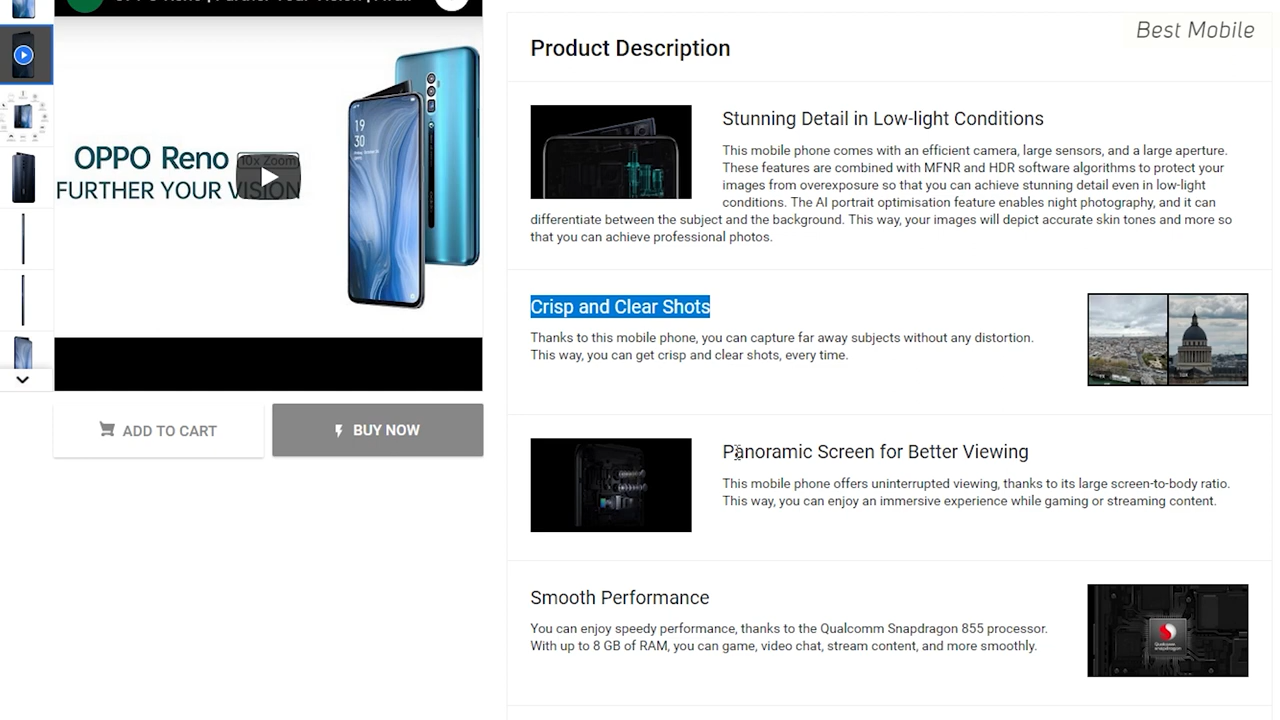 Best Mobile
10x Zoom
OPPO Reno
FURTHER YOUR VISION
19
30
ADD TO CART
BUY NOW
Product Description
Stunning Detail in Low-light Conditions
This mobile phone comes with an efficient camera, large sensors, and a large aperture.
These features are combined with MFNR and HDR software algorithms to protect your
images from overexposure so that you can achieve stunning detail even in low-light
conditions. The AI portrait optimisation feature enables night photography, and it can
differentiate between the subject and the background. This way, your images will depict accurate skin tones and more so
that you can achieve professional photos.
Crisp and Clear Shots
Thanks to this mobile phone, you can capture far away subjects without any distortion.
This way, you can get crisp and clear shots, every time.
Panoramic Screen for Better Viewing
This mobile phone offers uninterrupted viewing, thanks to its large screen-to-body ratio.
This way, you can enjoy an immersive experience while gaming or streaming content.
Smooth Performance
You can enjoy speedy performance, thanks to the Qualcomm Snapdragon 855 processor.
With up to 8 GB of RAM, you can game, video chat, stream content, and more smoothly.
Qualcomm
snapdragon